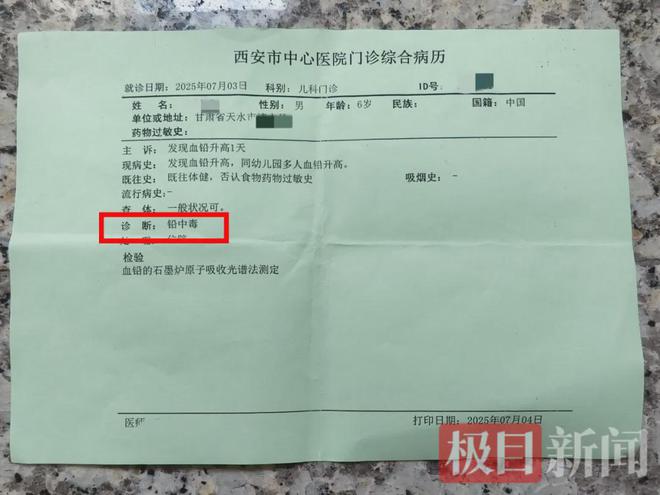 西安市中心医院门诊综合病历
就诊日期：2025年07月03日 科别：儿科门诊 ID号：
姓 名： 性别：男 年龄：6岁 民族： 国籍：中国
单位或地址：甘肃省天水市
药物过敏史：
主 诉：发现血铅升高1天
现病史：发现血铅升高，同幼儿园多人血铅升高。
既往史：既往体健，否认食物药物过敏史 吸烟史：-
流行病史：-
查 体：一般状况可。
诊 断：铅中毒
检验
血铅的石墨炉原子吸收光谱法测定
医师
打印日期：2025年07月04日
极目新闻